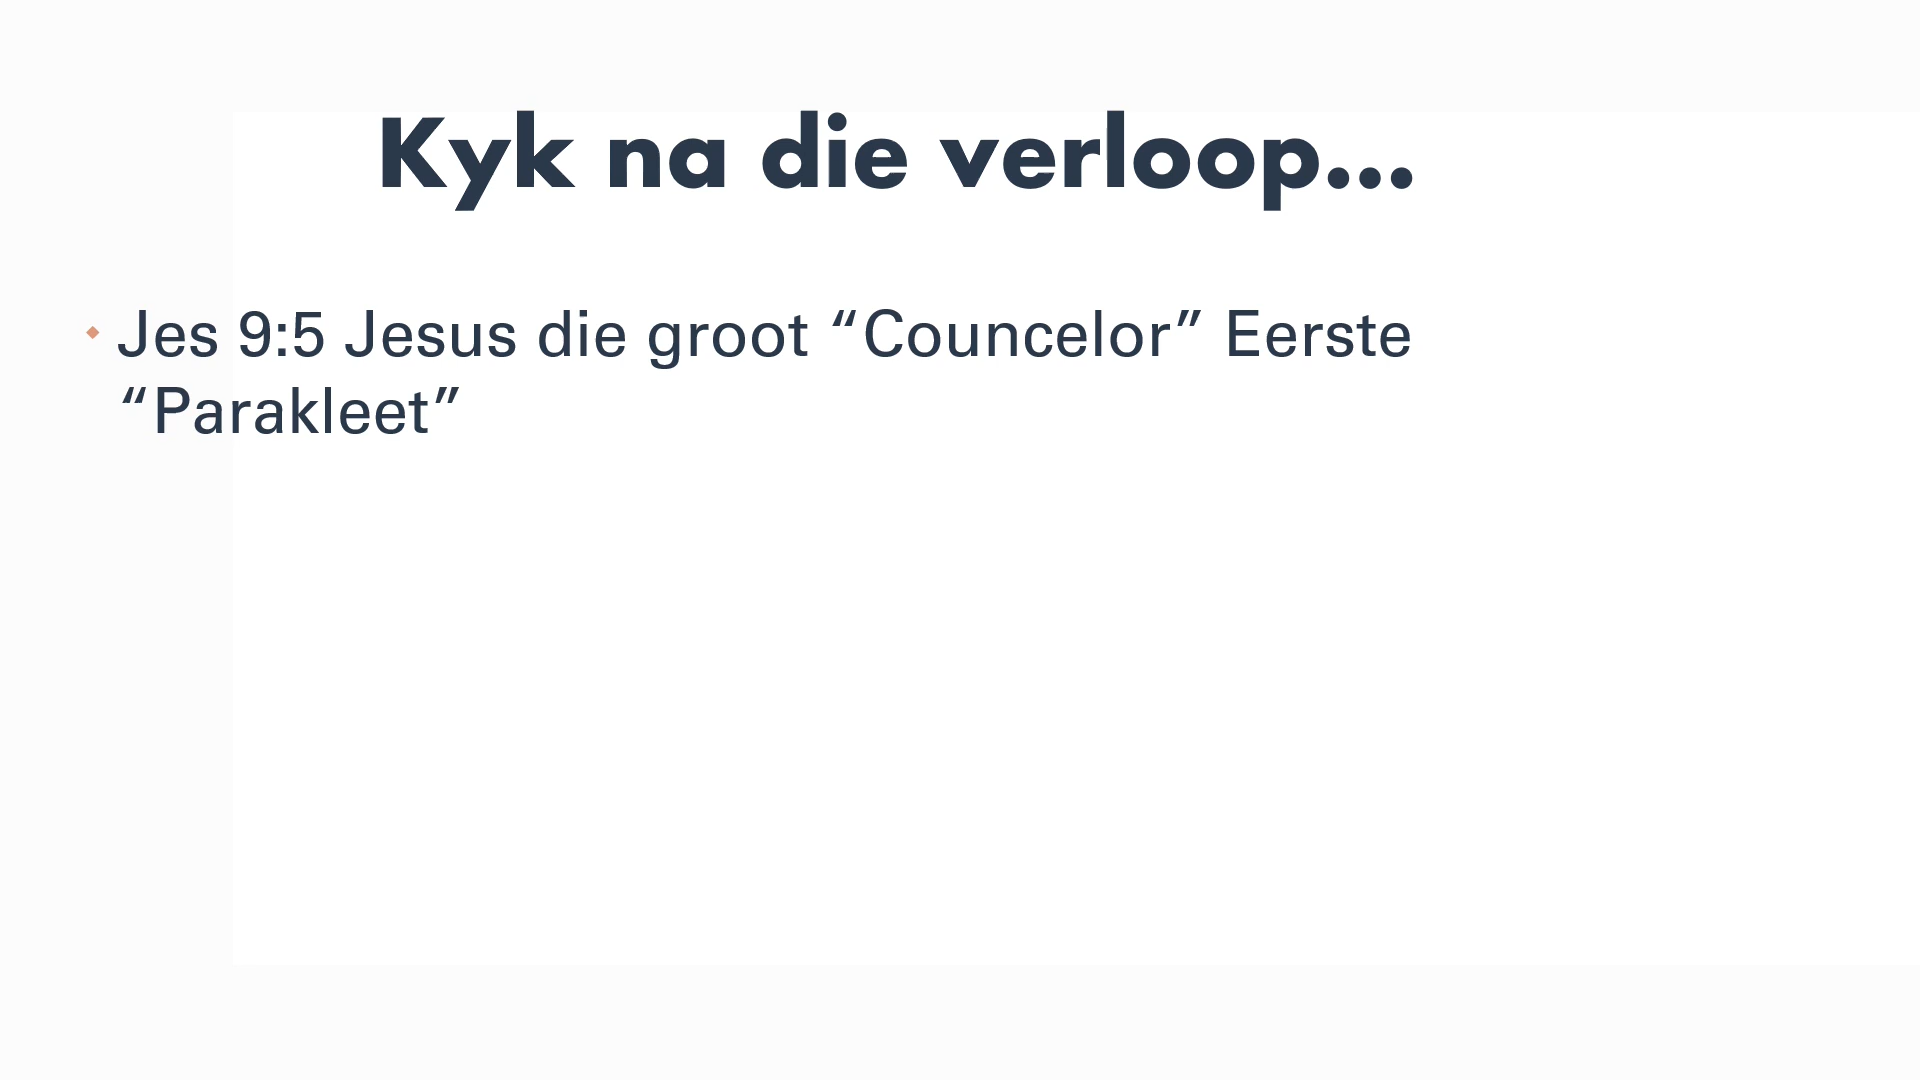 Kyk na die verloop...
Jes 9:5 Jesus die groot “Councelor” Eerste
“Parakleet”